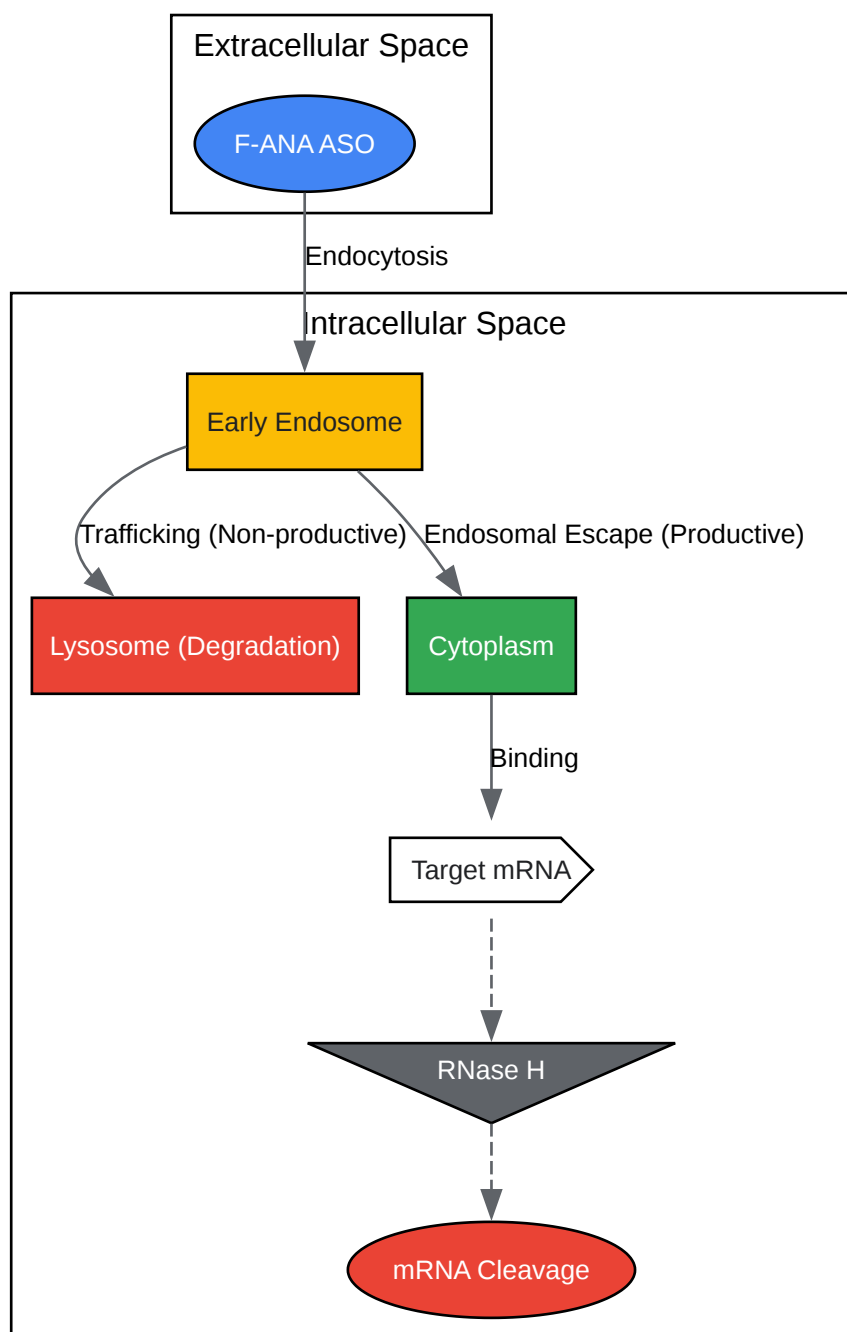 Extracellular Space
F-ANA ASO
Endocytosis
Intracellular Space
Early Endosome
Trafficking (Non-productive)
Endosomal Escape (Productive)
Lysosome (Degradation)
Cytoplasm
Binding
Target mRNA
RNase H
mRNA Cleavage